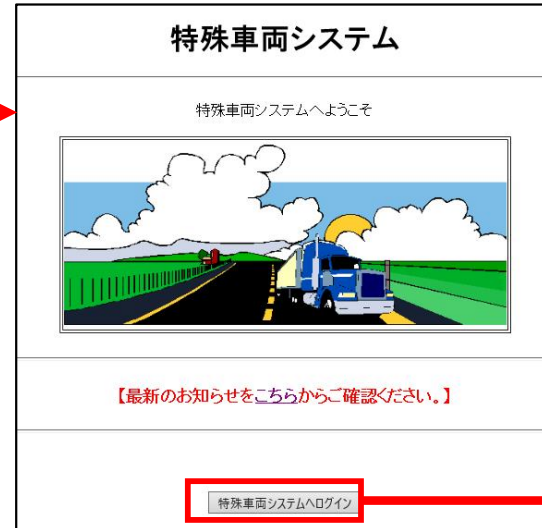 特殊車両システム
特殊車両システムへようこそ
【最新のお知らせをこちらからご確認ください。】
特殊車両システムへログイン